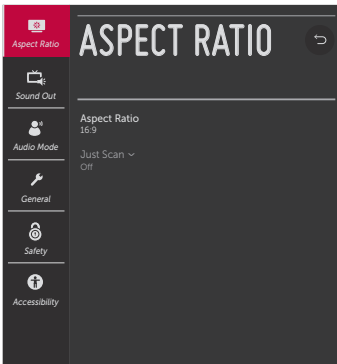 Aspect Ratio
Sound Out
Audio Mode
General
Safety
Accessibility
ASPECT RATIO
Aspect Ratio
16:9
Just Scan
Off